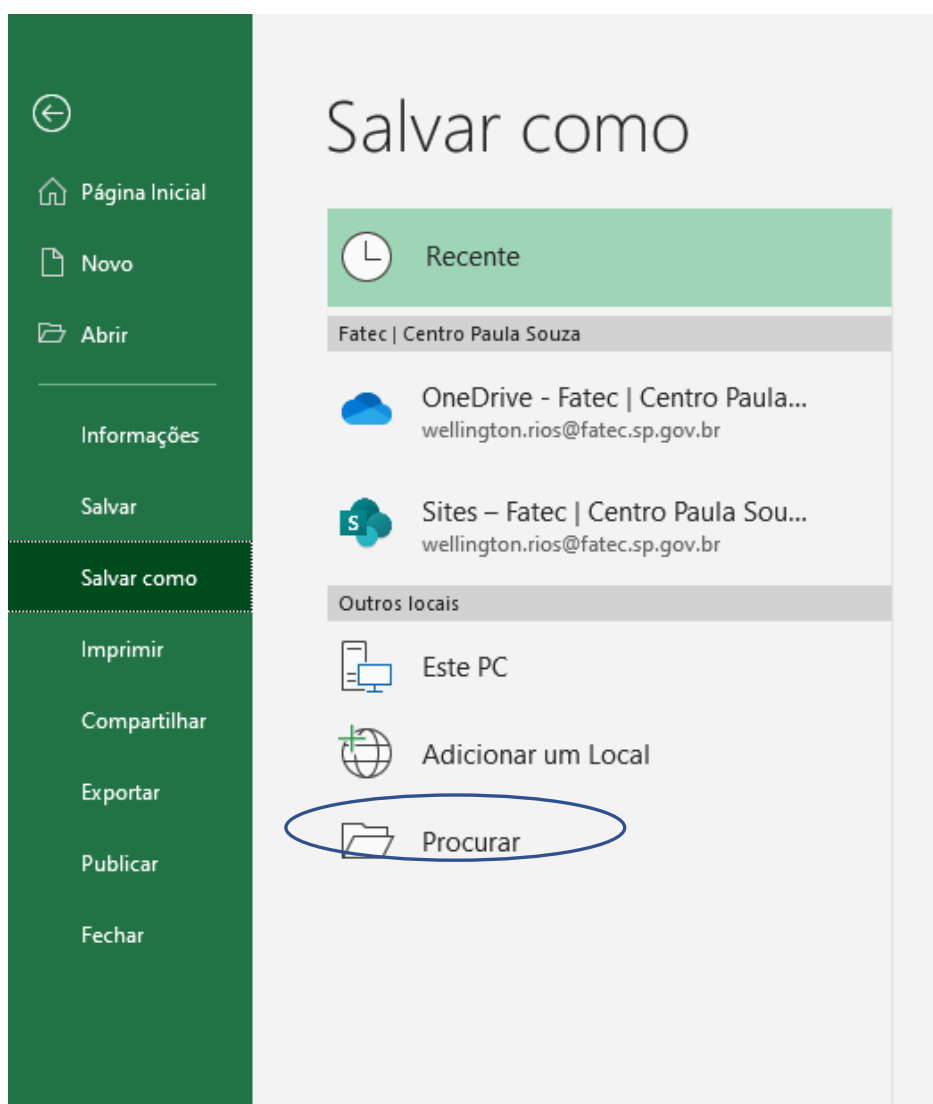 Salvar como
Página Inicial
Novo
Abrir
Informações
Salvar
Salvar como
Imprimir
Compartilhar
Exportar
Publicar
Fechar
Recente
Fatec | Centro Paula Souza
OneDrive - Fatec | Centro Paula...
wellington.rios@fatec.sp.gov.br
S
Sites – Fatec | Centro Paula Sou...
wellington.rios@fatec.sp.gov.br
Outros locais
Este PC
Adicionar um Local
Procurar